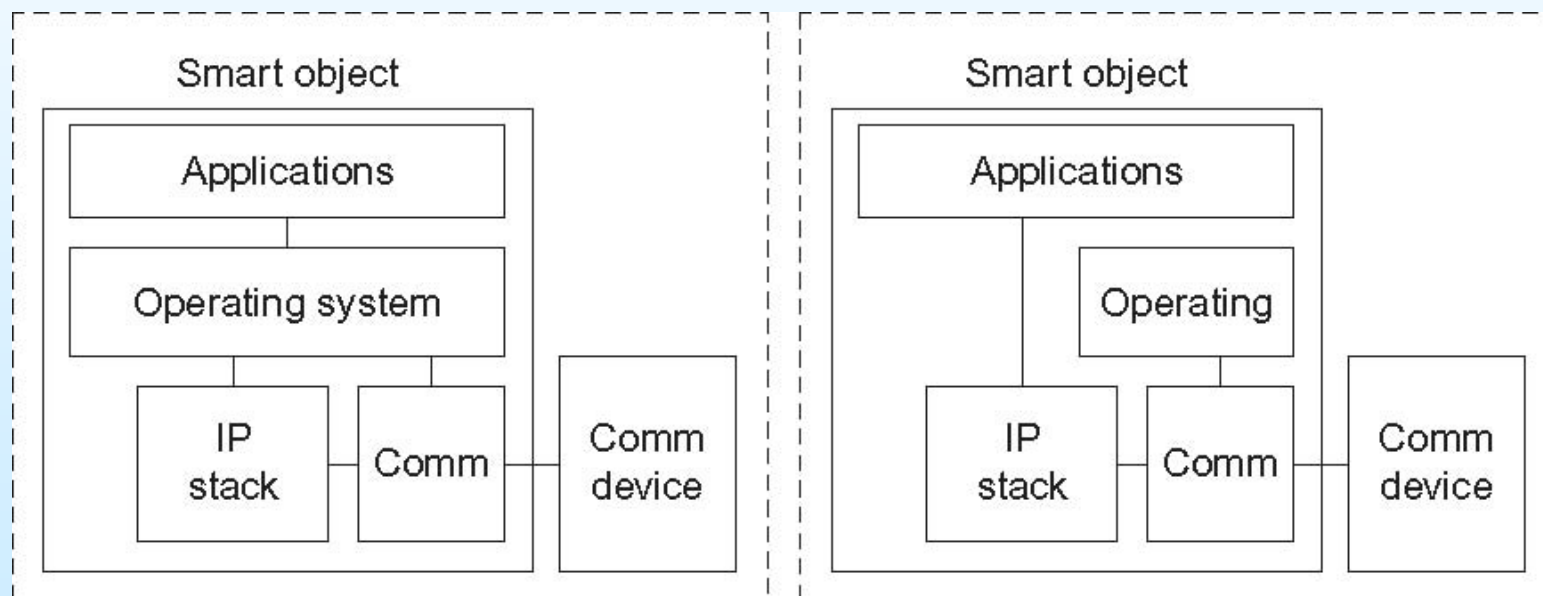 Smart object
Applications
Operating system
IP
stack
Comm
Comm
device
Smart object
Applications
Operating
IP
stack
Comm
Comm
device